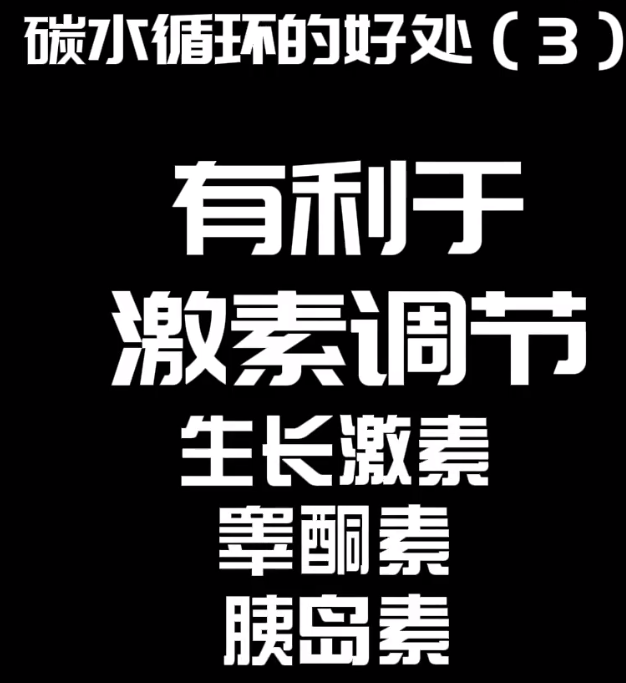 碳水循环的好处（3）
有利于
激素调节
生长激素
睾酮素
胰岛素